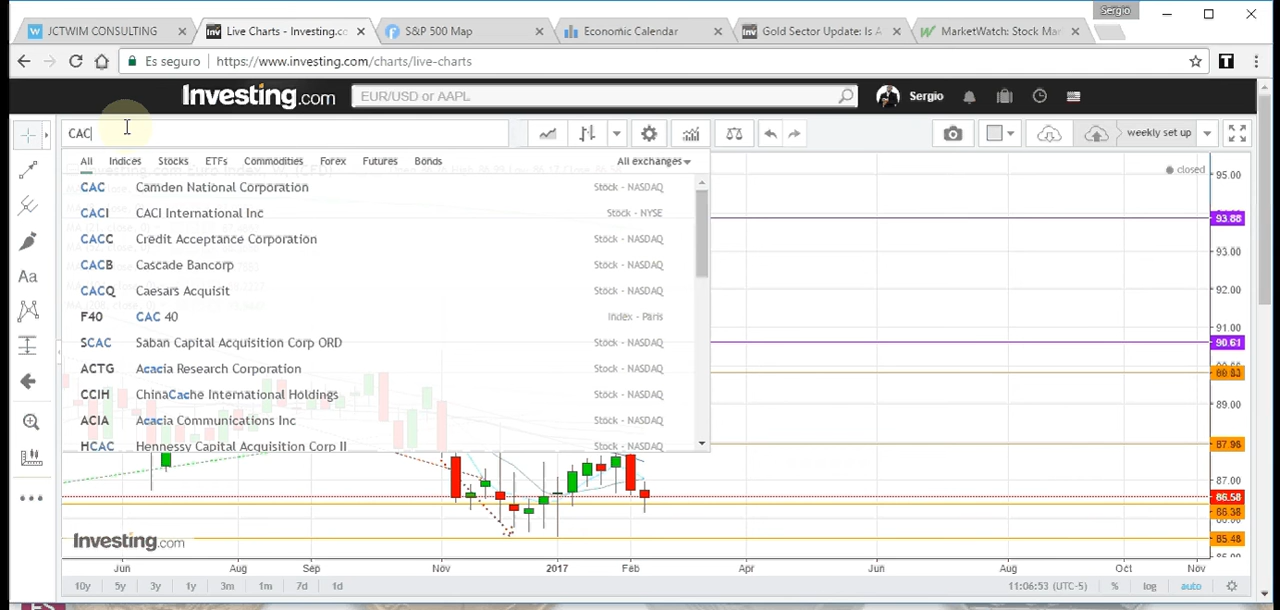 Sergio
JCTWIM CONSULTING
Live Charts - Investing.co
S&P 500 Map
Economic Calendar
Gold Sector Update: Is A
MarketWatch: Stock Mar
Es seguro
https://www.investing.com/charts/live-charts
Investing.com
EUR/USD or AAPL
Sergio
CAC
weekly set up
All Indices Stocks ETFs Commodities Forex Futures Bonds All exchanges
closed
CAC Camden National Corporation Stock - NASDAQ
CACI CACI International Inc Stock - NYSE
CACC Credit Acceptance Corporation Stock - NASDAQ
CACB Cascade Bancorp Stock - NASDAQ
CACQ Caesars Acquisit Stock - NASDAQ
F40 CAC 40 Index - Paris
SCAC Saban Capital Acquisition Corp ORD Stock - NASDAQ
ACTG Acacia Research Corporation Stock - NASDAQ
CCIH ChinaCache International Holdings Stock - NASDAQ
ACIA Acacia Communications Inc Stock - NASDAQ
HCAC Hennessy Capital Acquisition Corp II Stock - NASDAQ
95.00
93.88
93.00
92.00
91.00
90.61
89.00
87.98
87.00
86.58
86.38
85.48
Aa
Investing.com
Jun Aug Sep Nov 2017 Feb Apr Jun Aug Oct Nov
10y 5y 3y 1y 3m 1m 7d 1d 11:06:53 (UTC-5) % log auto